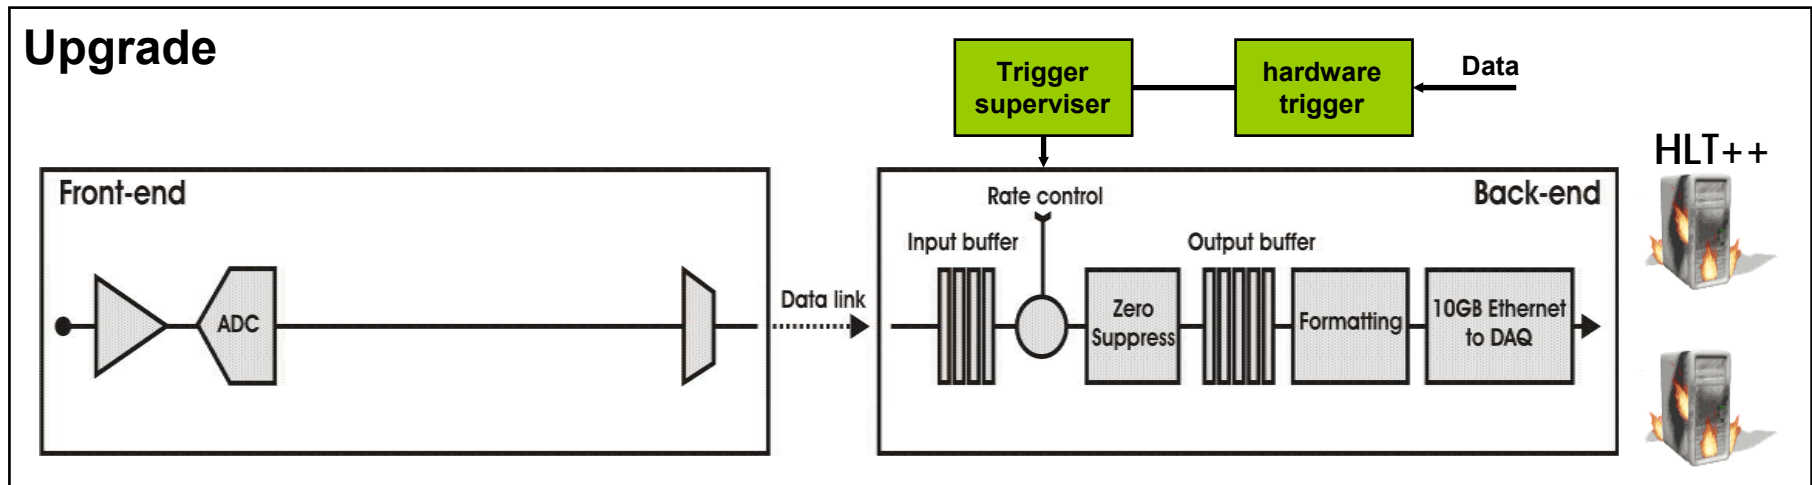 Upgrade
Trigger
superviser
hardware
trigger
Data
HLT++
Front-end
Back-end
Rate control
Input buffer
Output buffer
ADC
Data link
Zero
Suppress
Formatting
10GB Ethernet
to DAQ